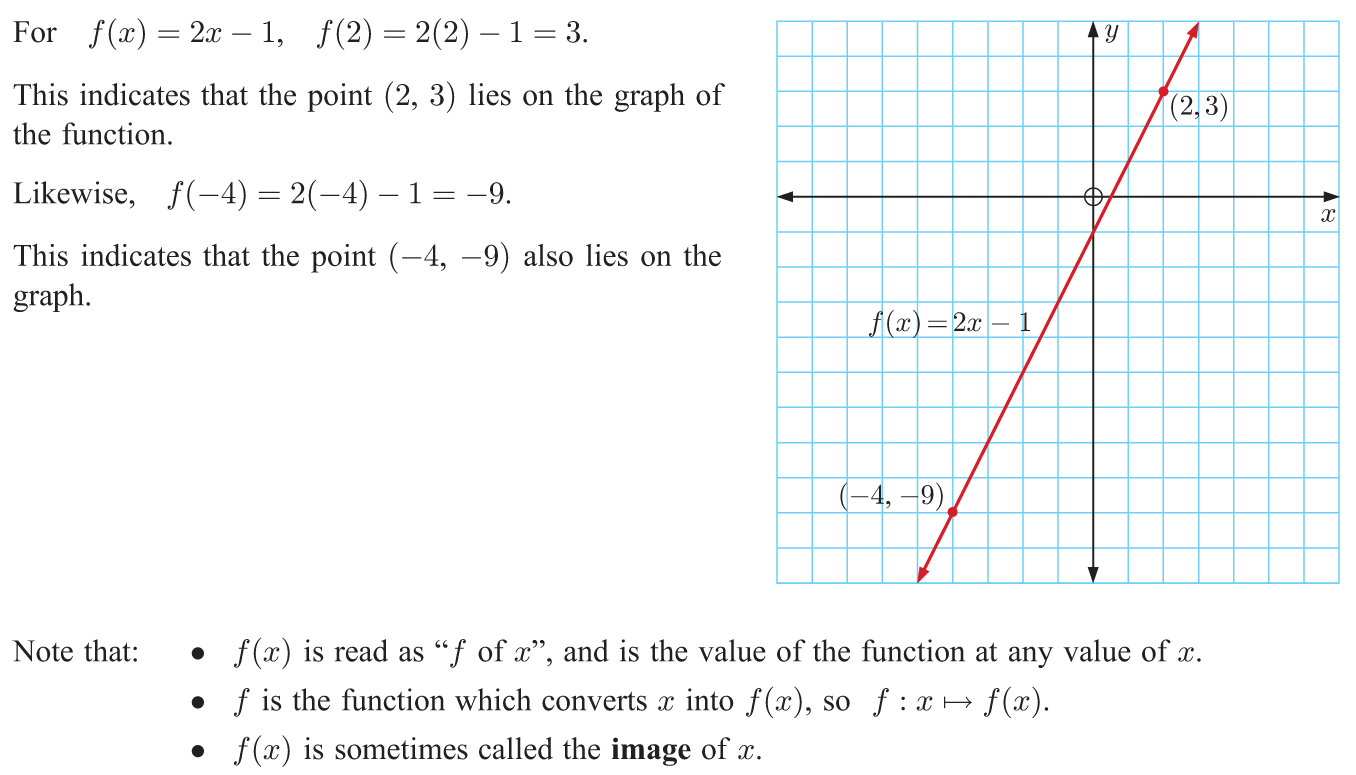 For f(x) = 2x − 1, f(2) = 2(2) − 1 = 3.
This indicates that the point (2, 3) lies on the graph of
the function.
Likewise, f(−4) = 2(−4) − 1 = −9.
This indicates that the point (−4, −9) also lies on the
graph.
y
(2, 3)
x
f(x) = 2x − 1
(−4, −9)
Note that: • f(x) is read as “f of x”, and is the value of the function at any value of x.
• f is the function which converts x into f(x), so f : x ↦ f(x).
• f(x) is sometimes called the image of x.